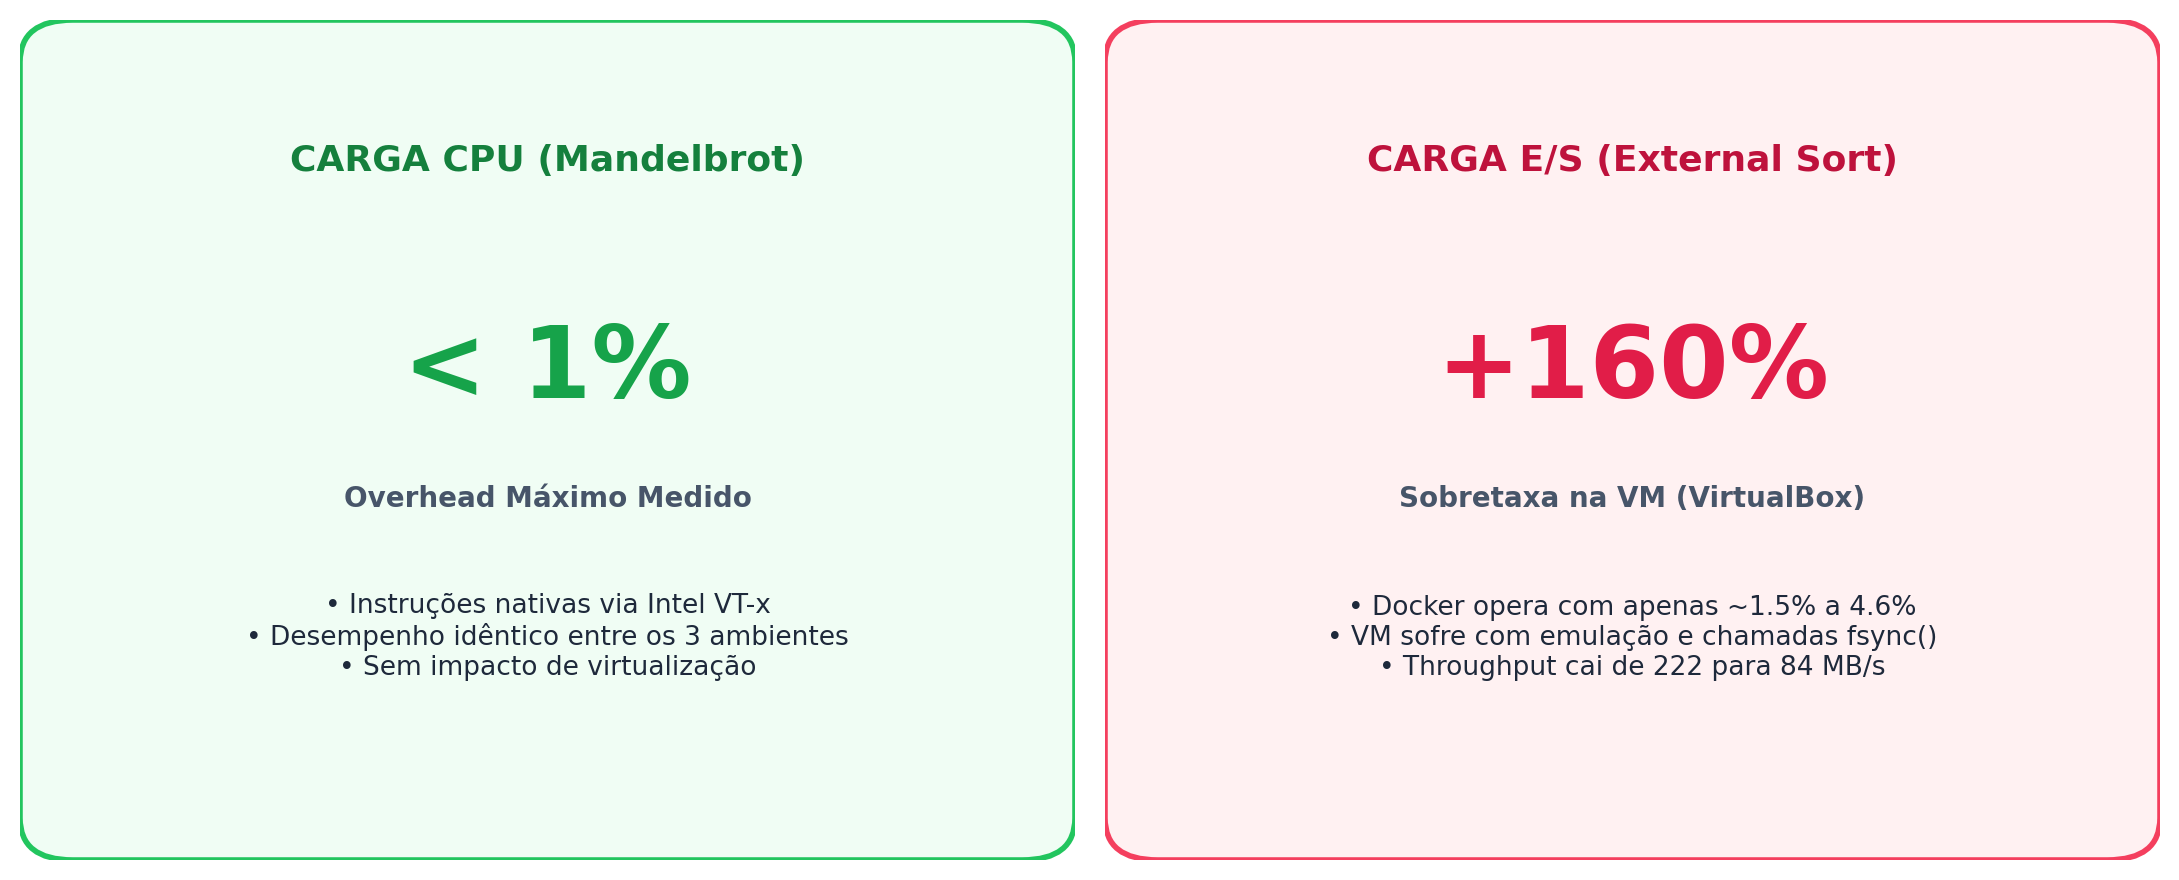 CARGA CPU (Mandelbrot)
< 1%
Overhead Máximo Medido
• Instruções nativas via Intel VT-x
• Desempenho idêntico entre os 3 ambientes
• Sem impacto de virtualização
CARGA E/S (External Sort)
+160%
Sobretaxa na VM (VirtualBox)
• Docker opera com apenas ~1.5% a 4.6%
• VM sofre com emulação e chamadas fsync()
• Throughput cai de 222 para 84 MB/s